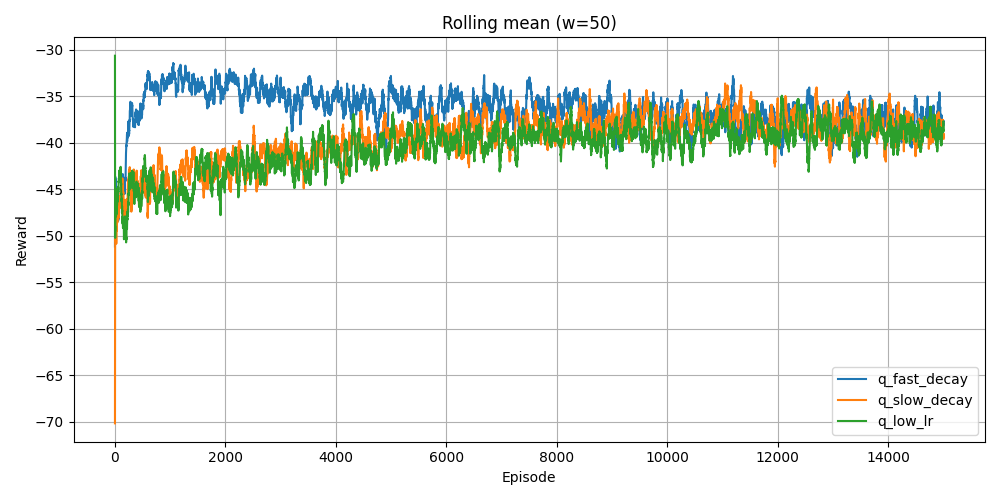 Rolling mean (w=50)
−30
−35
−40
−45
−50
−55
−60
−65
−70
Reward
0 2000 4000 6000 8000 10000 12000 14000
Episode
q_fast_decay
q_slow_decay
q_low_lr